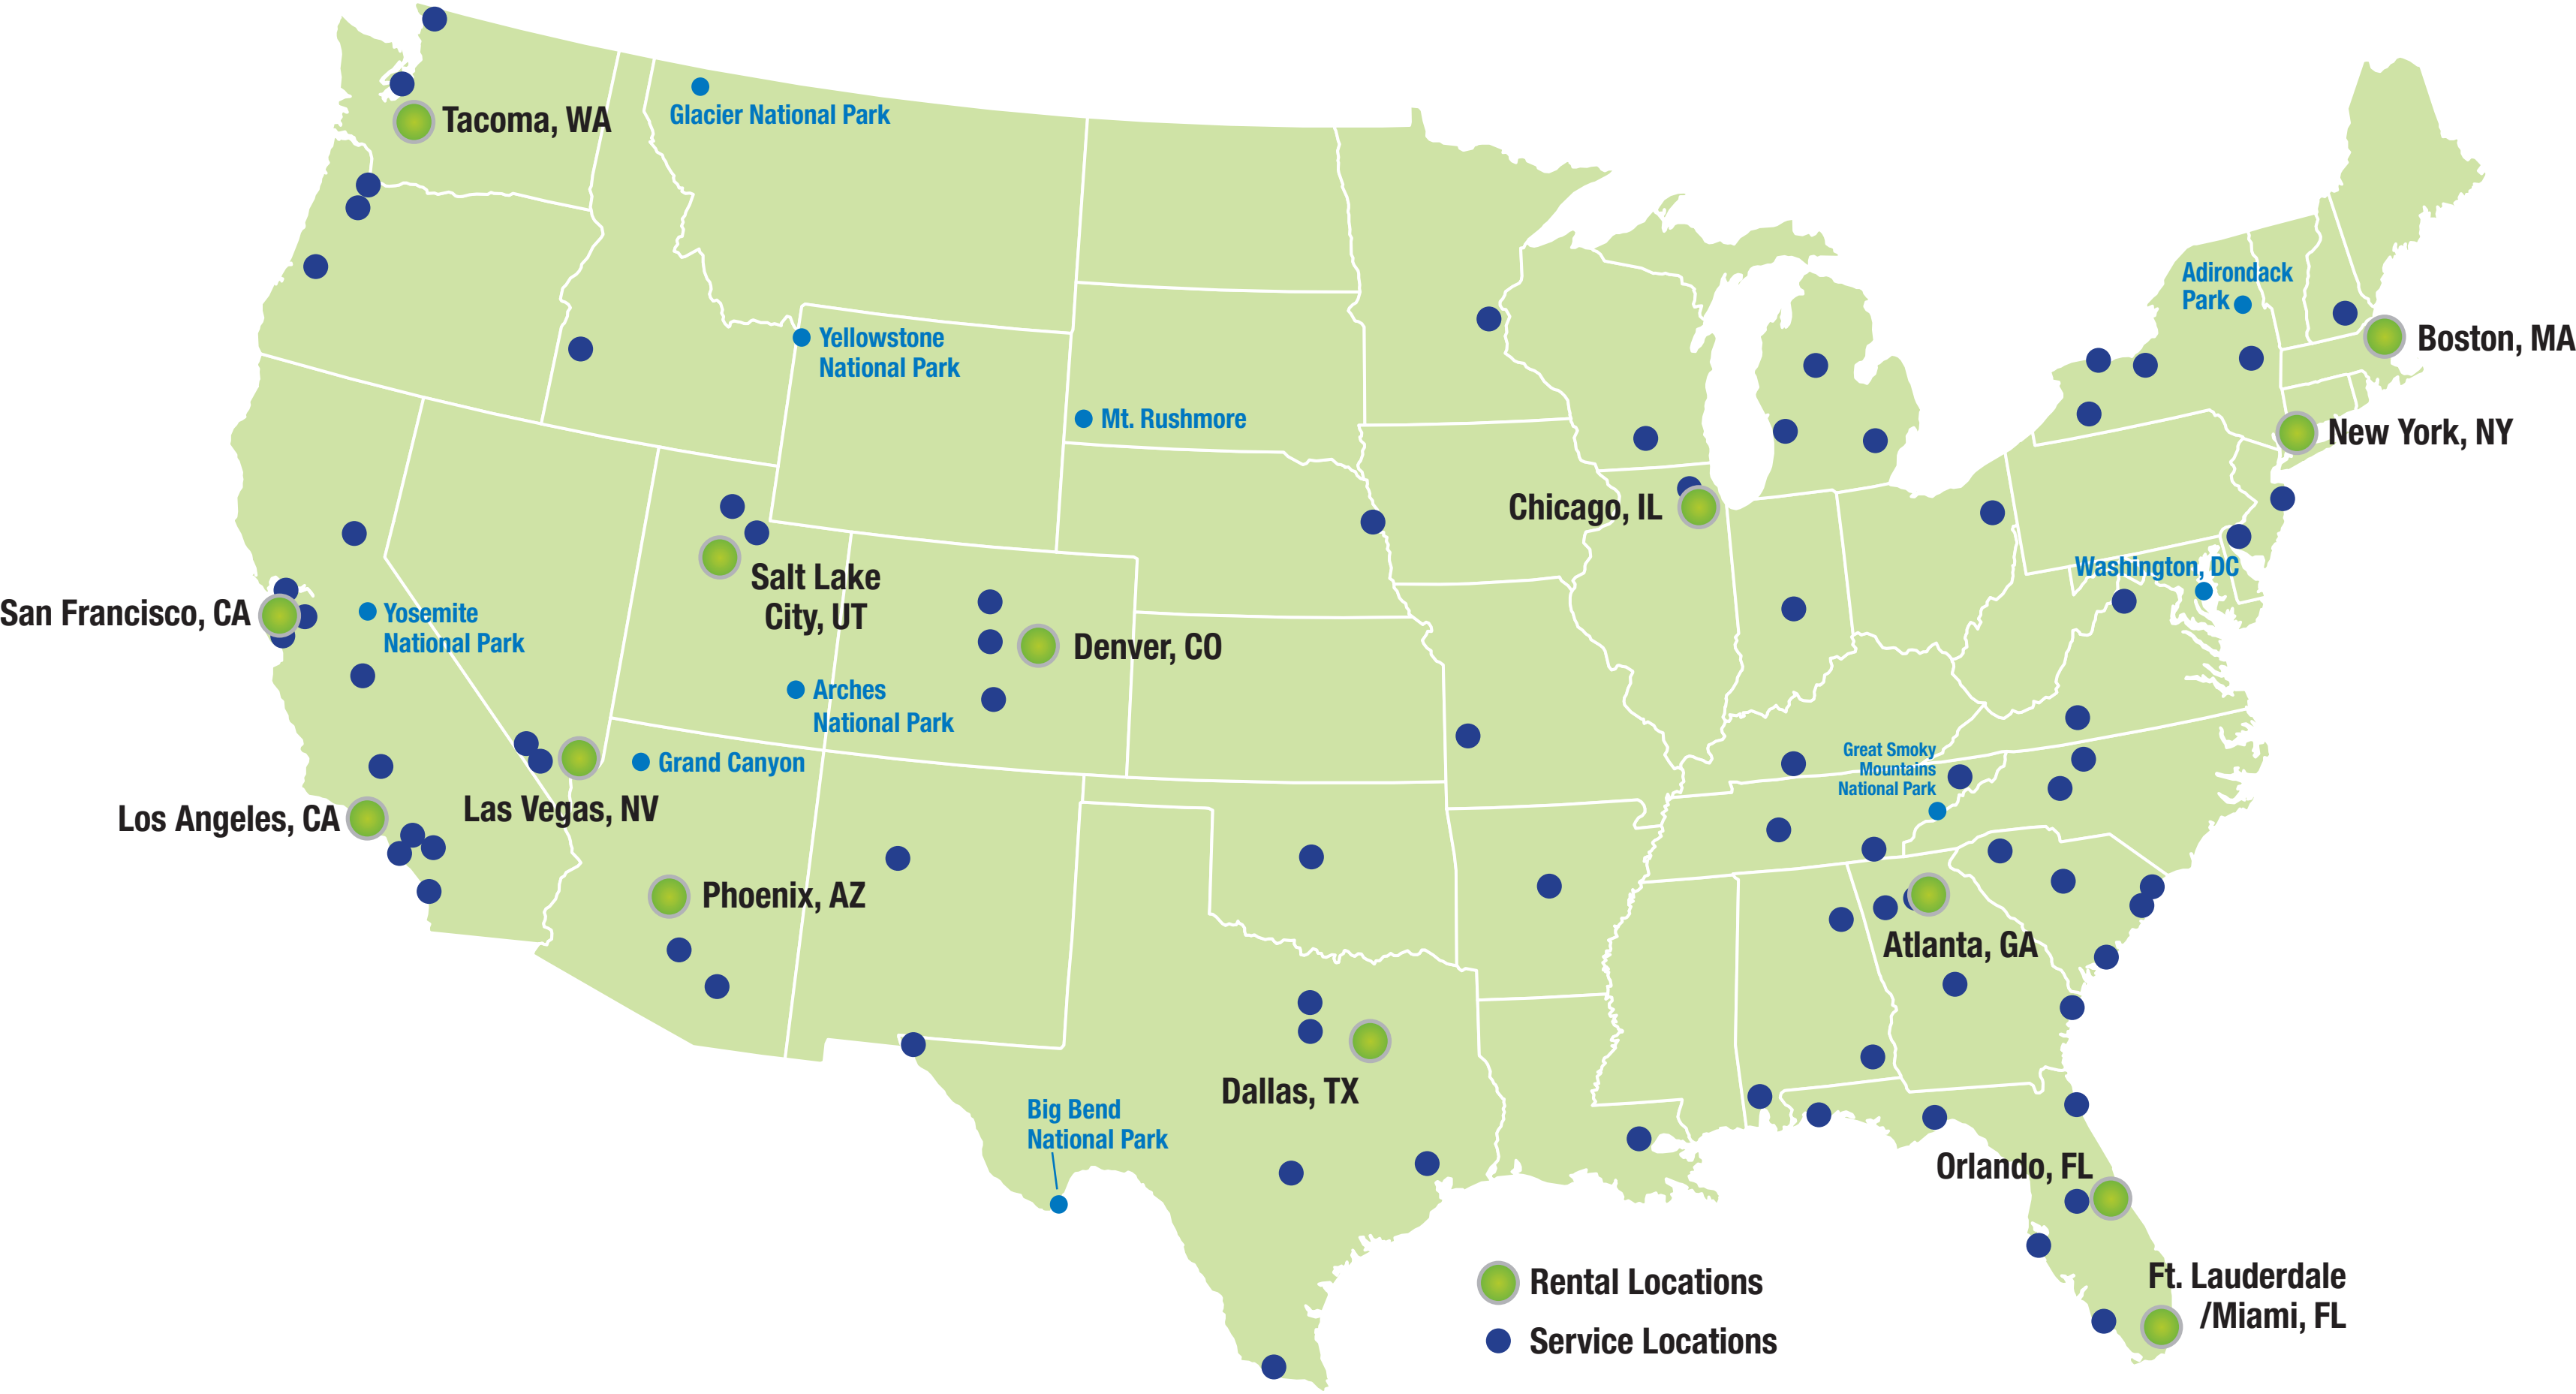 Tacoma, WA
Glacier National Park
Adirondack
Park
Yellowstone
National Park
Boston, MA
Mt. Rushmore
New York, NY
Chicago, IL
Salt Lake
City, UT
Washington, DC
San Francisco, CA
Yosemite
National Park
Denver, CO
Arches
National Park
Great Smoky
Mountains
National Park
Grand Canyon
Las Vegas, NV
Los Angeles, CA
Phoenix, AZ
Atlanta, GA
Dallas, TX
Big Bend
National Park
Orlando, FL
Ft. Lauderdale
/Miami, FL
Rental Locations
Service Locations